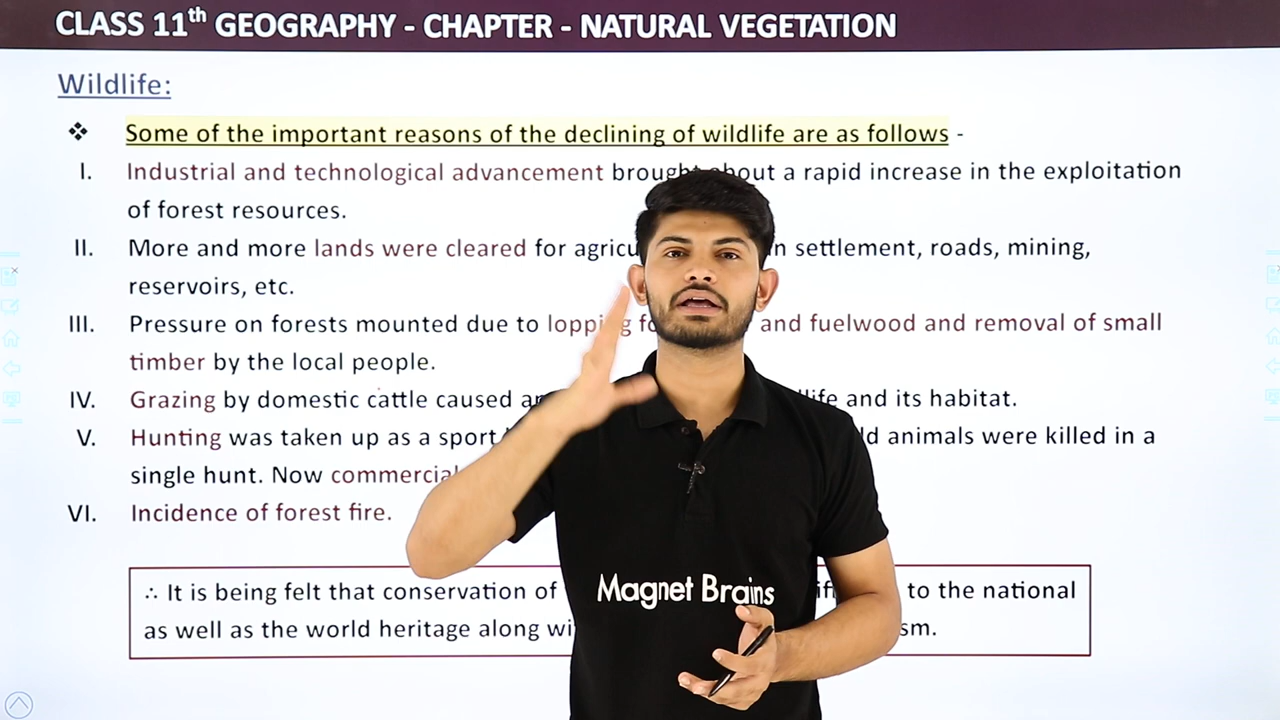 CLASS 11th GEOGRAPHY - CHAPTER - NATURAL VEGETATION
Wildlife:
❖ Some of the important reasons of the declining of wildlife are as follows -
I. Industrial and technological advancement brought about a rapid increase in the exploitation
of forest resources.
II. More and more lands were cleared for settlement, roads, mining,
reservoirs, etc.
III. Pressure on forests mounted due to lopping and fuelwood and removal of small
timber by the local people.
IV. Grazing by domestic cattle caused and its habitat.
V. Hunting was taken up as a sport animals were killed in a
single hunt. Now commercial
VI. Incidence of forest fire.
∴ It is being felt that conservation of to the national
as well as the world heritage along
Magnet Brains